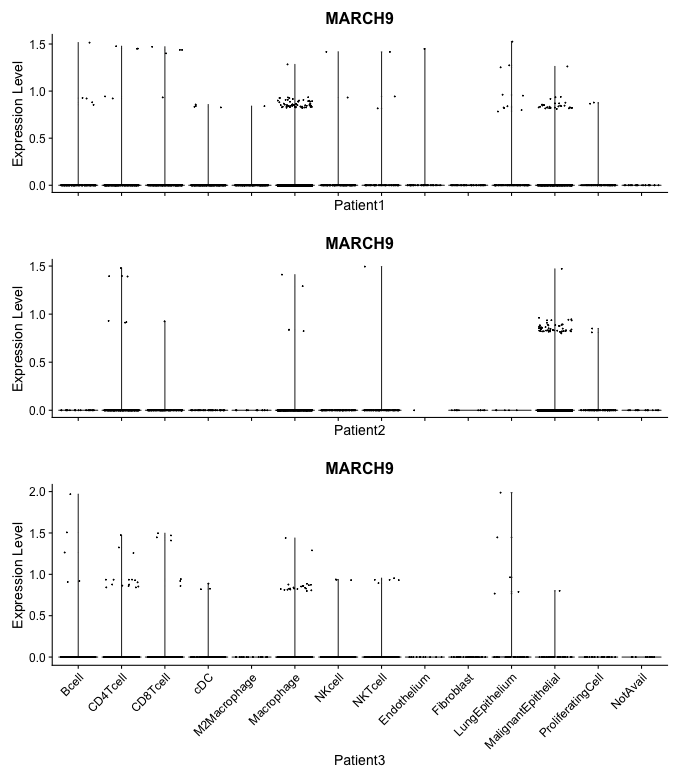 MARCH9
1.5
1.0
0.5
0.0
Expression Level
Patient1
MARCH9
1.5
1.0
0.5
0.0
Expression Level
Patient2
MARCH9
2.0
1.5
1.0
0.5
0.0
Expression Level
Bcell
CD4Tcell
CD8Tcell
cDC
M2Macrophage
Macrophage
NKcell
NKTcell
Endothelium
Fibroblast
LungEpithelium
MalignantEpithelial
ProliferatingCell
NotAvail
Patient3